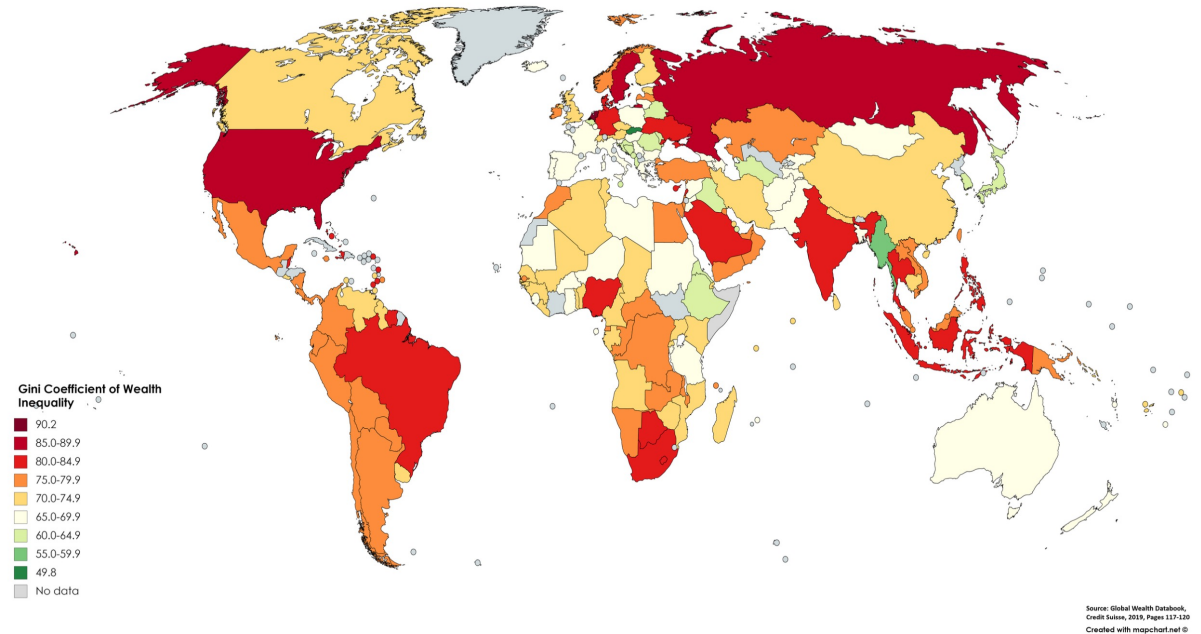 Gini Coefficient of Wealth
Inequality
90.2
85.0-89.9
80.0-84.9
75.0-79.9
70.0-74.9
65.0-69.9
60.0-64.9
55.0-59.9
49.8
No data
Source: Global Wealth Databook,
Credit Suisse, 2019, Pages 117-120
Created with mapchart.net ©